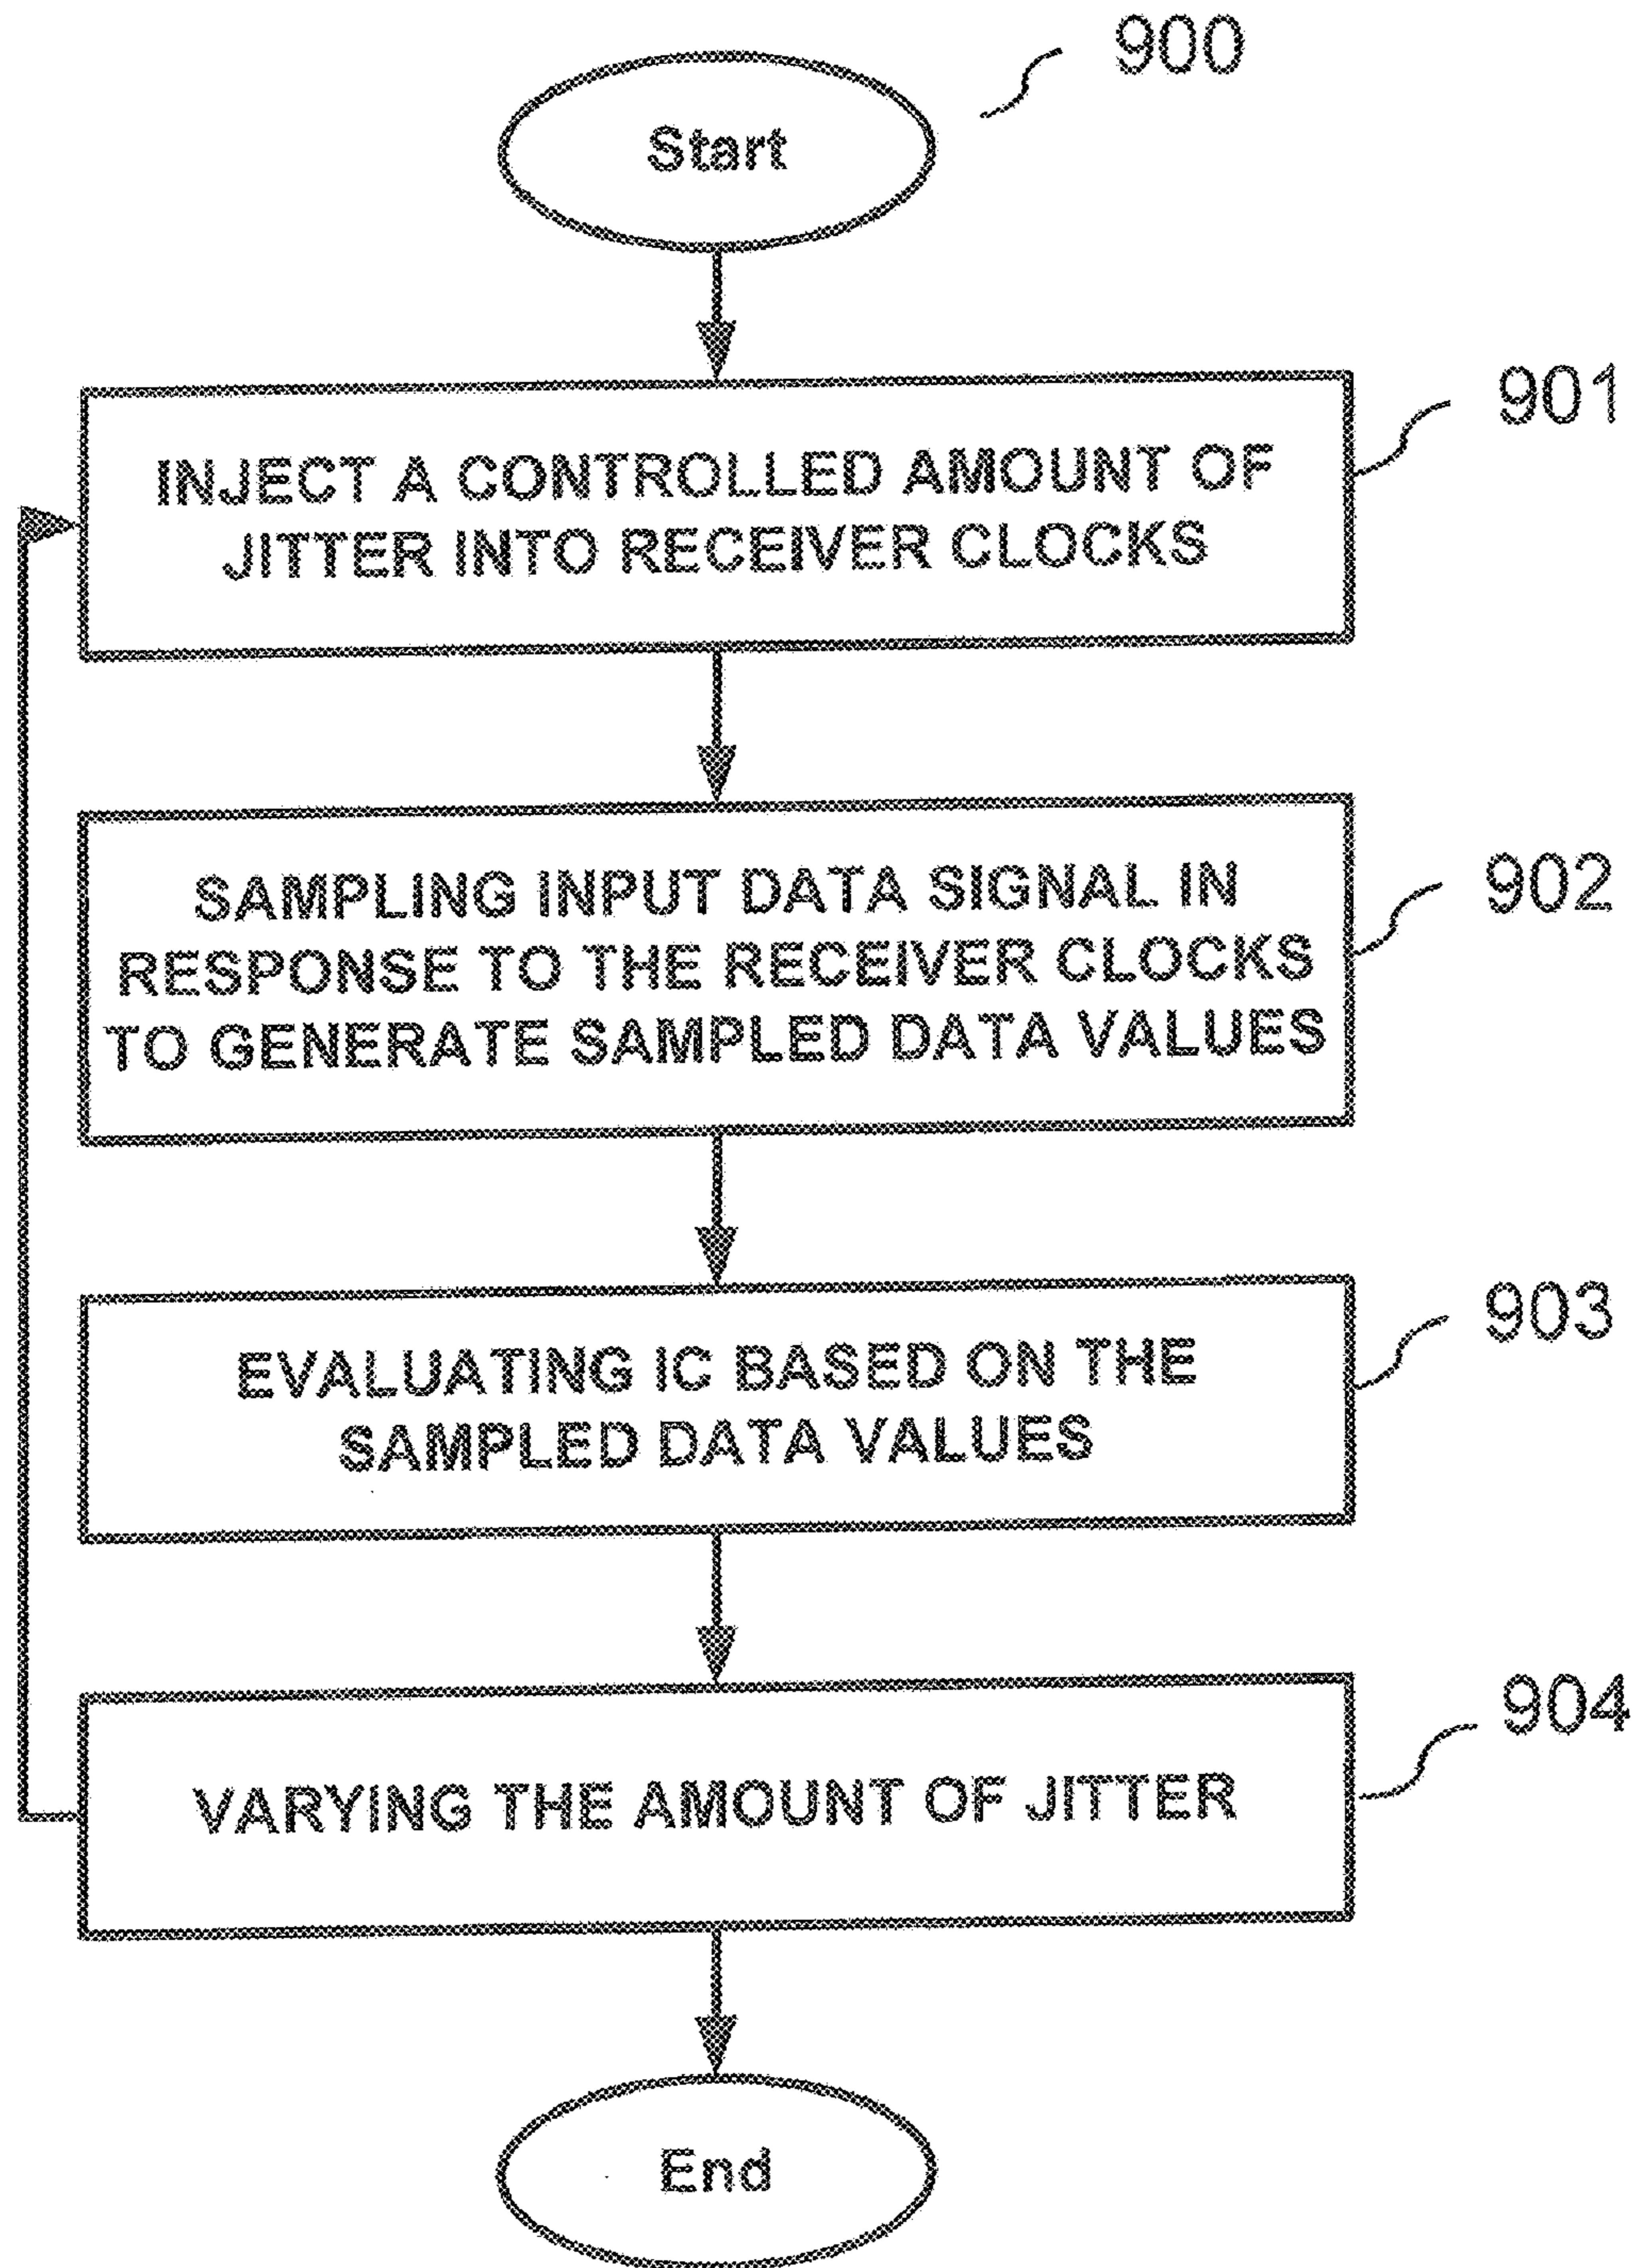 900
Start
901
INJECT A CONTROLLED AMOUNT OF
JITTER INTO RECEIVER CLOCKS
902
SAMPLING INPUT DATA SIGNAL IN
RESPONSE TO THE RECEIVER CLOCKS
TO GENERATE SAMPLED DATA VALUES
903
EVALUATING IC BASED ON THE
SAMPLED DATA VALUES
904
VARYING THE AMOUNT OF JITTER
End